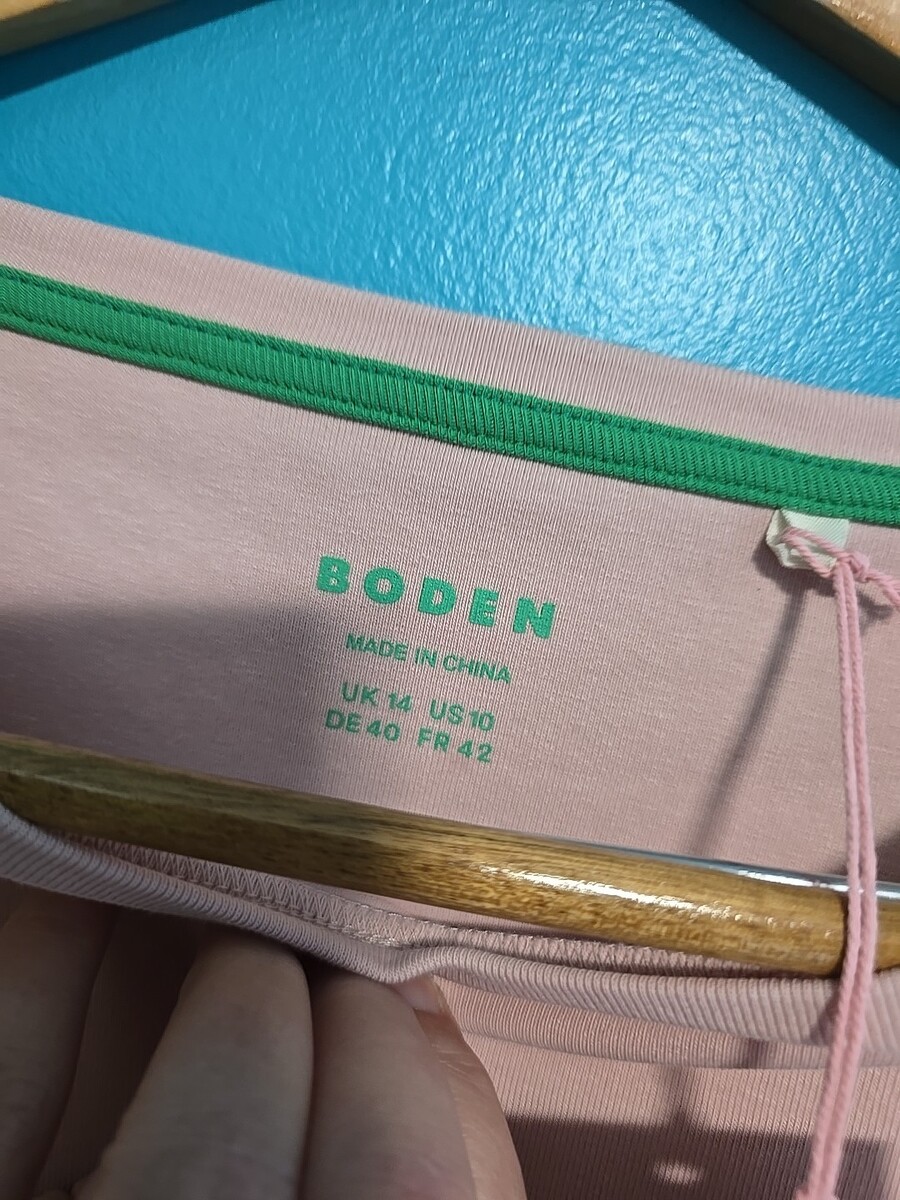 BODEN
MADE IN CHINA
UK 14 US 10
DE 40 FR 42